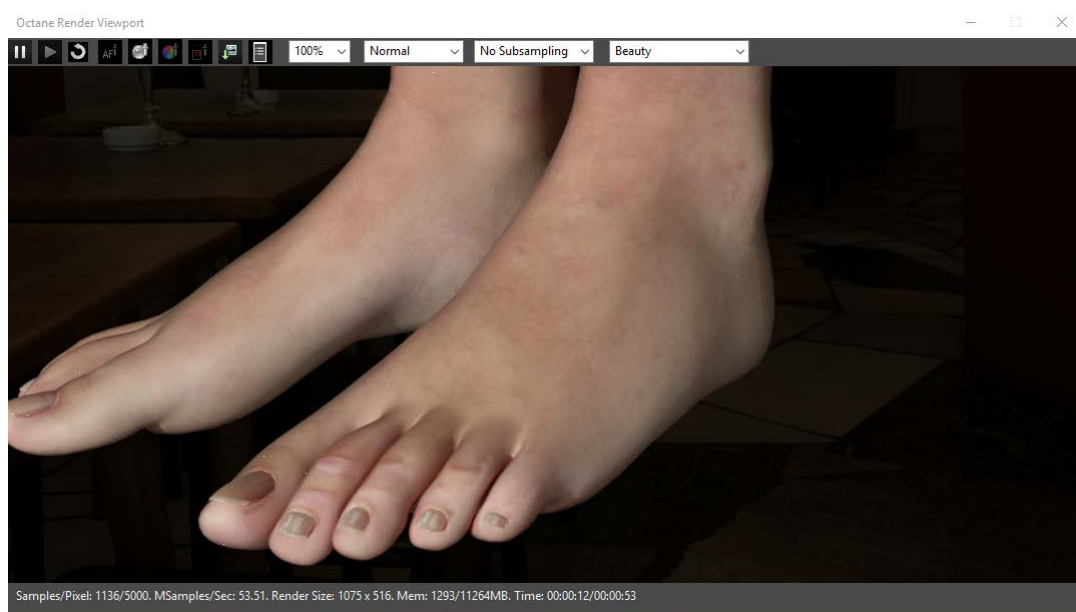 Octane Render Viewport
AF
100% Normal No Subsampling Beauty
Samples/Pixel: 1136/5000. MSamples/Sec: 53.51. Render Size: 1075 x 516. Mem: 1293/11264MB. Time: 00:00:12/00:00:53